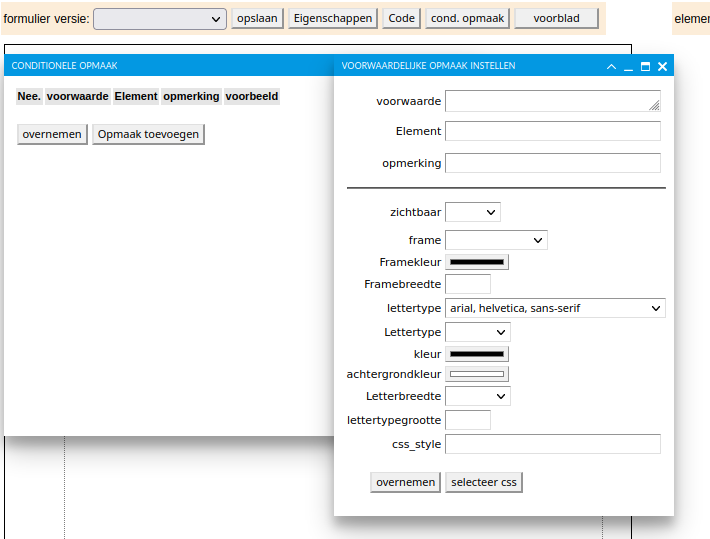 formulier versie: opslaan Eigenschappen Code cond. opmaak voorblad elemen
CONDITIONELE OPMAAK
Nee. voorwaarde Element opmerking voorbeeld
overnemen Opmaak toevoegen
VOORWAARDELIJKE OPMAAK INSTELLEN
voorwaarde
Element
opmerking
zichtbaar
frame
Framekleur
Framebreedte
lettertype arial, helvetica, sans-serif
Lettertype
kleur
achtergrondkleur
Letterbreedte
lettertypegrootte
css_style
overnemen selecteer css